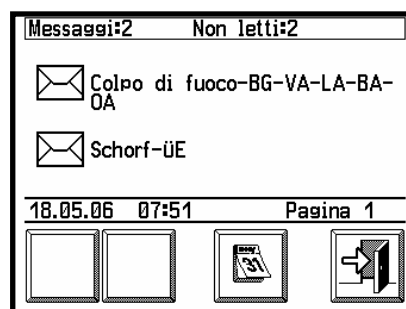 Messaggi:2 Non letti:2
Colpo di fuoco-BG-VA-LA-BA-
OA
Schorf-üE
18.05.06 07:51 Pagina 1
31